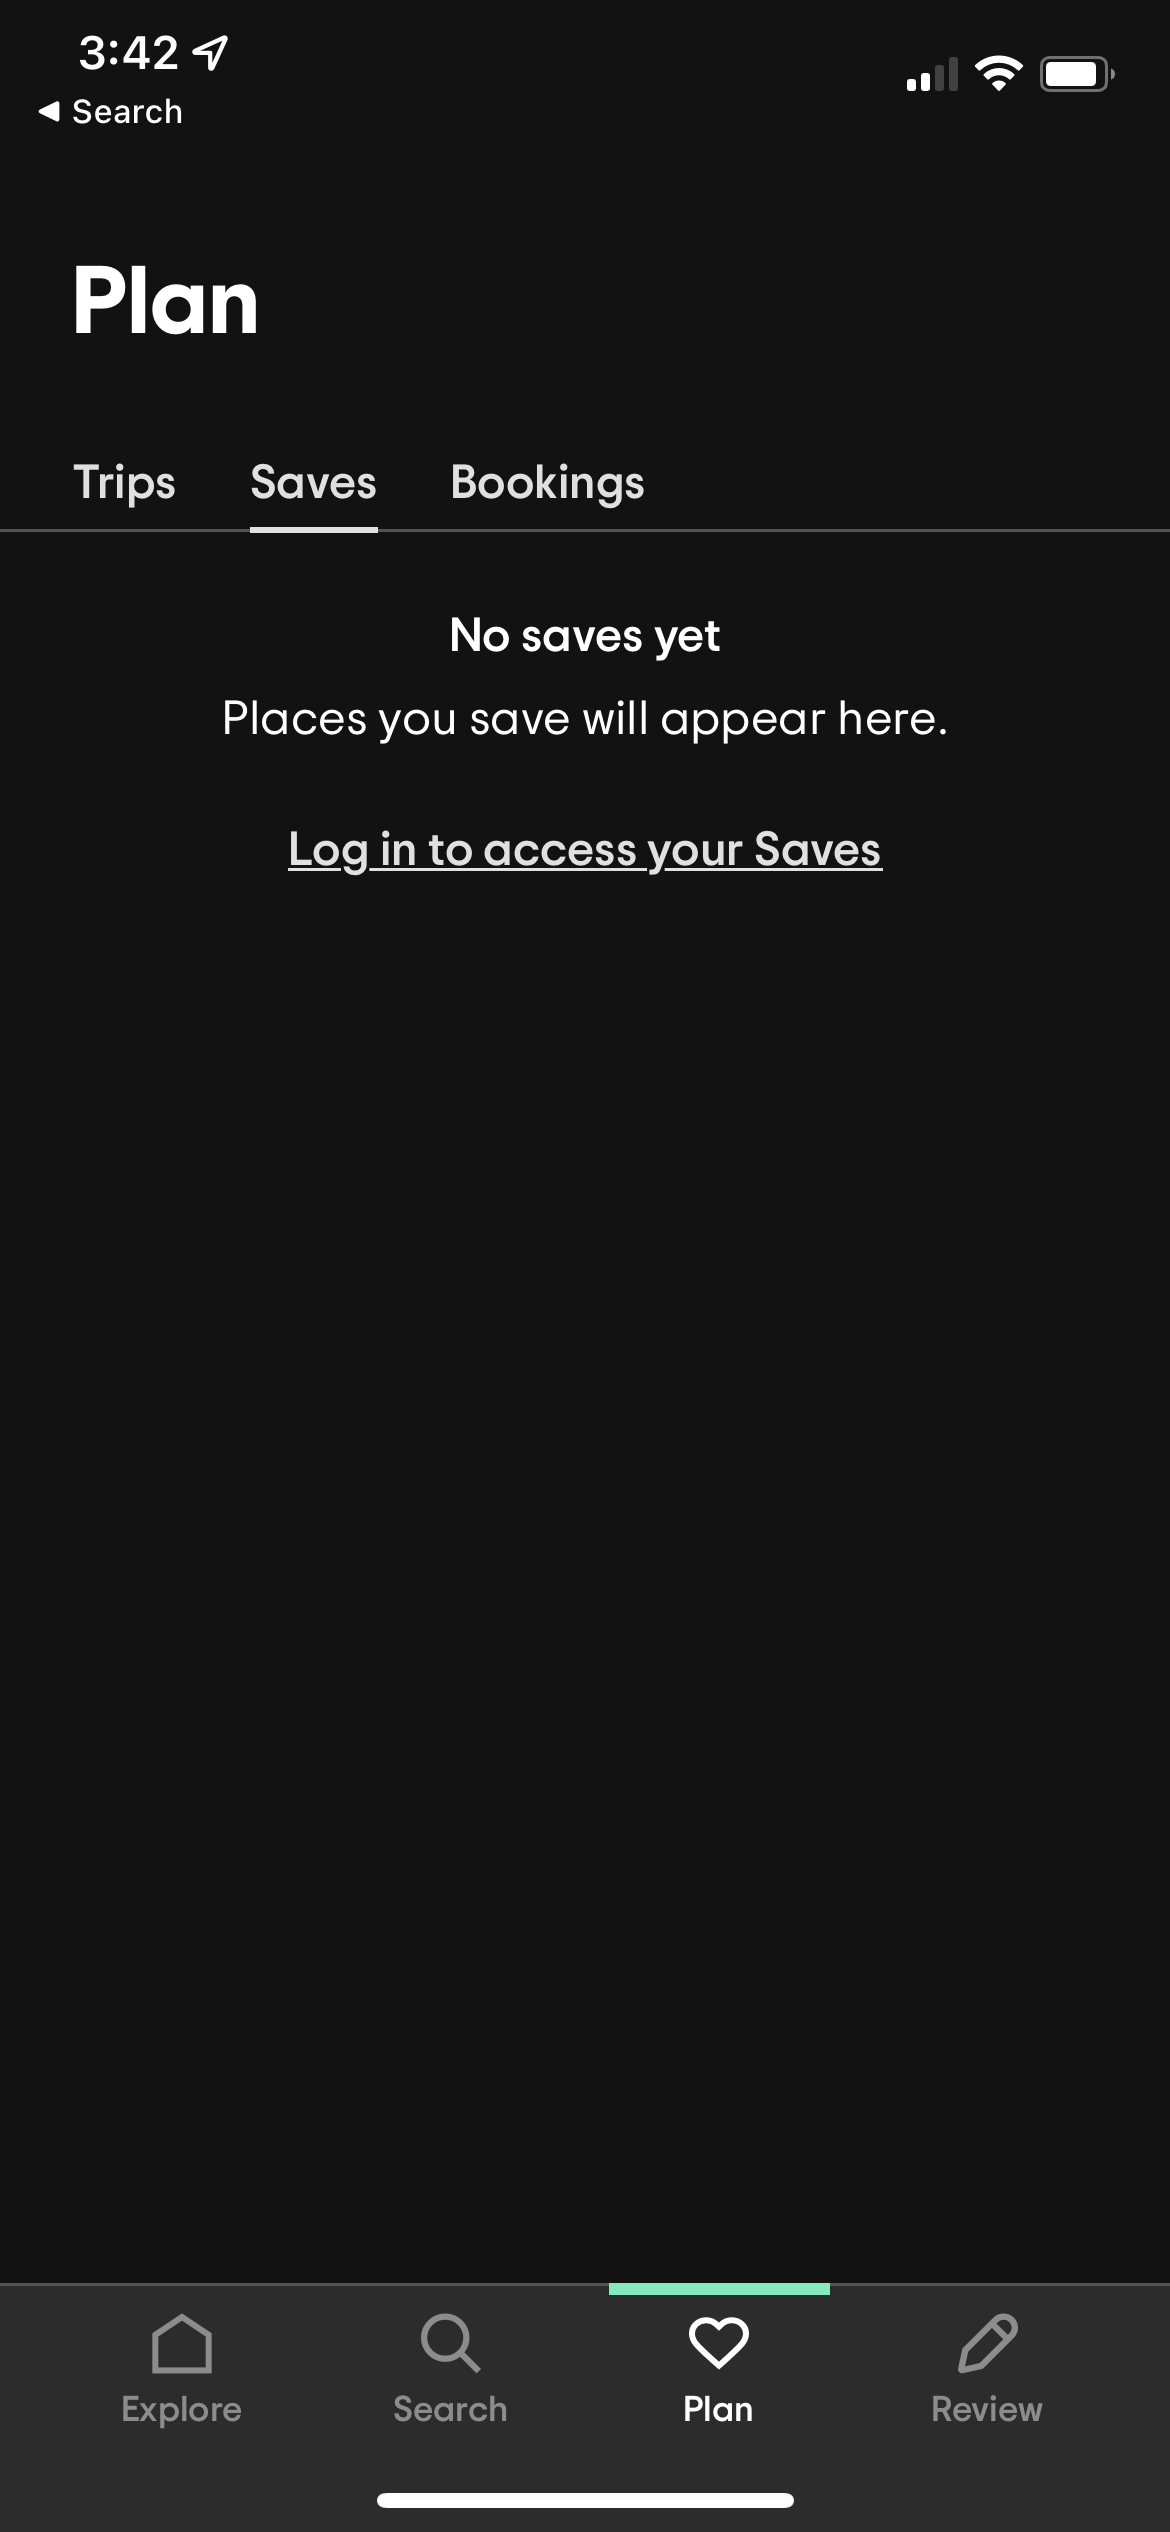 3:42
Search
Plan
Trips Saves Bookings
No saves yet
Places you save will appear here.
Log in to access your Saves
Explore Search Plan Review